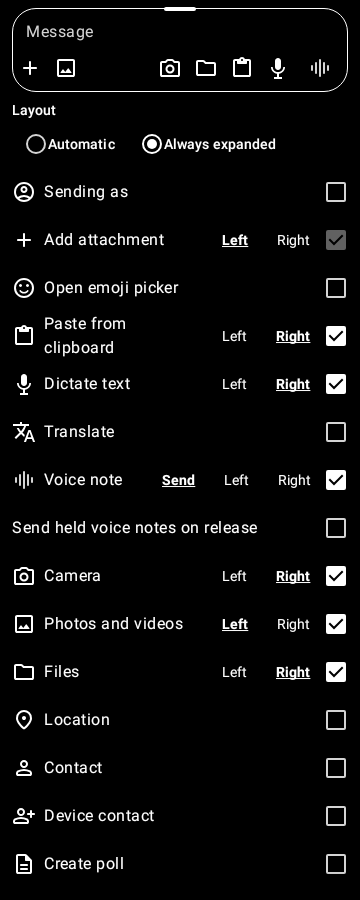 Message
Layout
Automatic Always expanded
Sending as
Add attachment Left Right
Open emoji picker
Paste from
clipboard Left Right
Dictate text Left Right
Translate
Voice note Send Left Right
Send held voice notes on release
Camera Left Right
Photos and videos Left Right
Files Left Right
Location
Contact
Device contact
Create poll